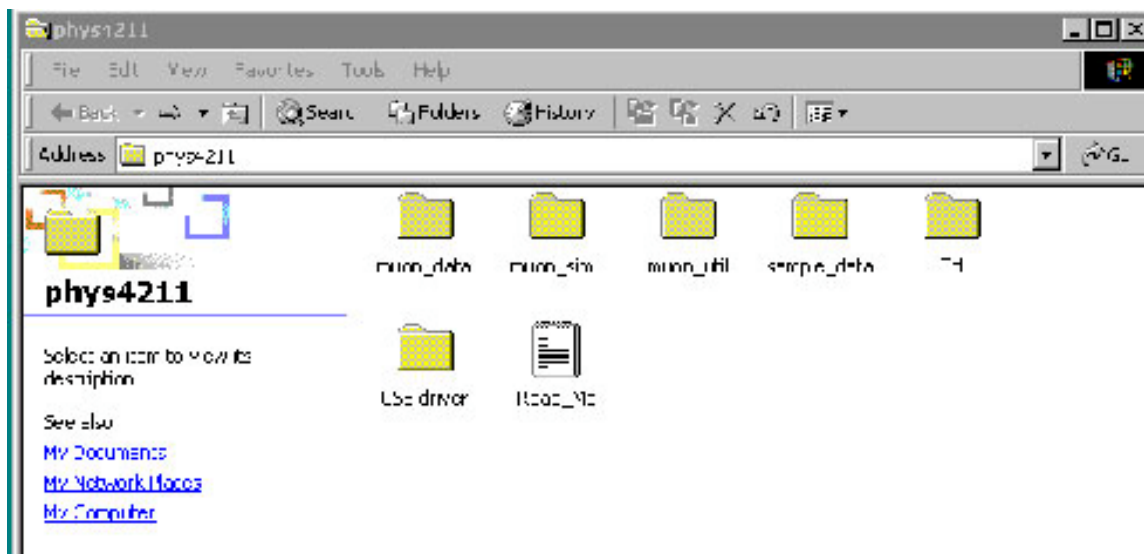 phys4211
File Edit View Favorites Tools Help
Back Search Folders History
Address phys4211
muon_data muon_sim muon_util sample_data
phys4211
Select an item to view its
description
USB driver Read_Me
See also
My Documents
My Network Places
My Computer